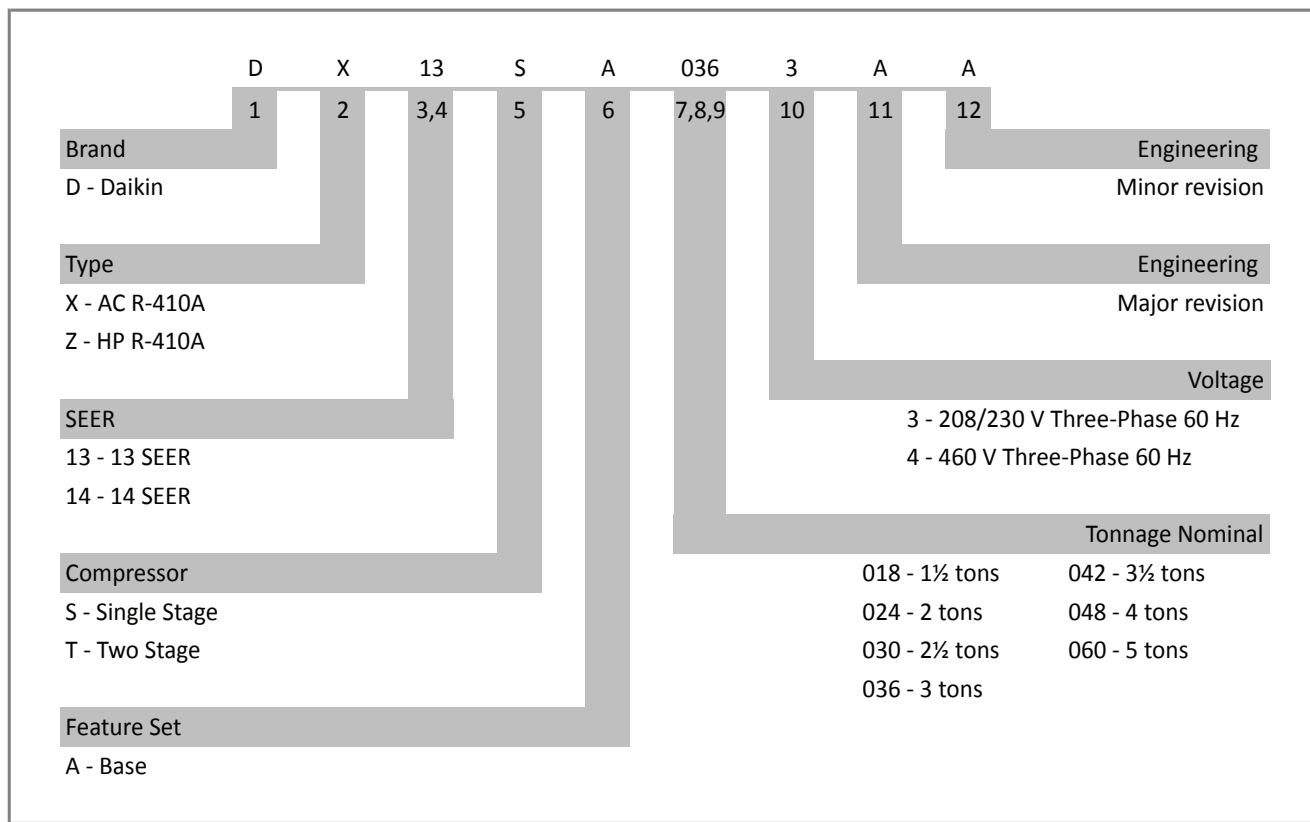 D X 13 S A 036 3 A A
1 2 3,4 5 6 7,8,9 10 11 12
Brand
D - Daikin
Type
X - AC R-410A
Z - HP R-410A
SEER
13 - 13 SEER
14 - 14 SEER
Compressor
S - Single Stage
T - Two Stage
Feature Set
A - Base
Engineering
Minor revision
Engineering
Major revision
Voltage
3 - 208/230 V Three-Phase 60 Hz
4 - 460 V Three-Phase 60 Hz
Tonnage Nominal
018 - 1½ tons 042 - 3½ tons
024 - 2 tons 048 - 4 tons
030 - 2½ tons 060 - 5 tons
036 - 3 tons